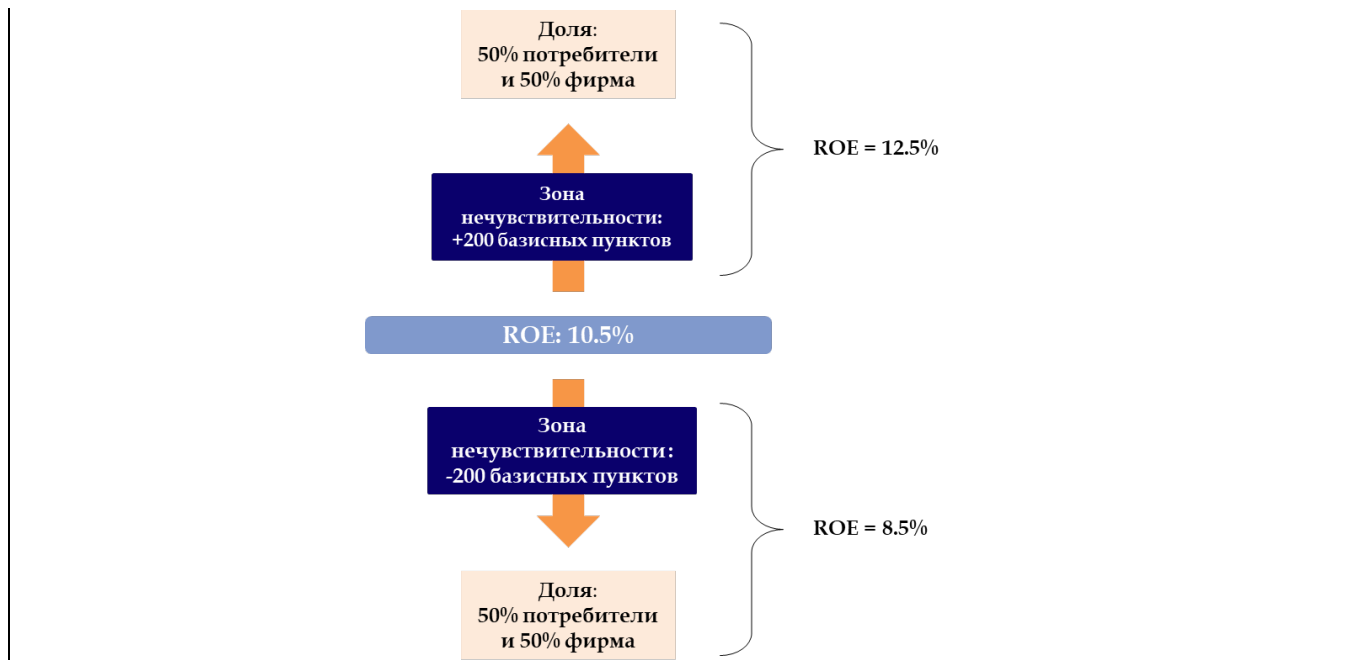 Доля:
50% потребители
и 50% фирма
ROE = 12.5%
Зона
нечувствительности:
+200 базисных пунктов
ROE: 10.5%
Зона
нечувствительности:
-200 базисных пунктов
ROE = 8.5%
Доля:
50% потребители
и 50% фирма